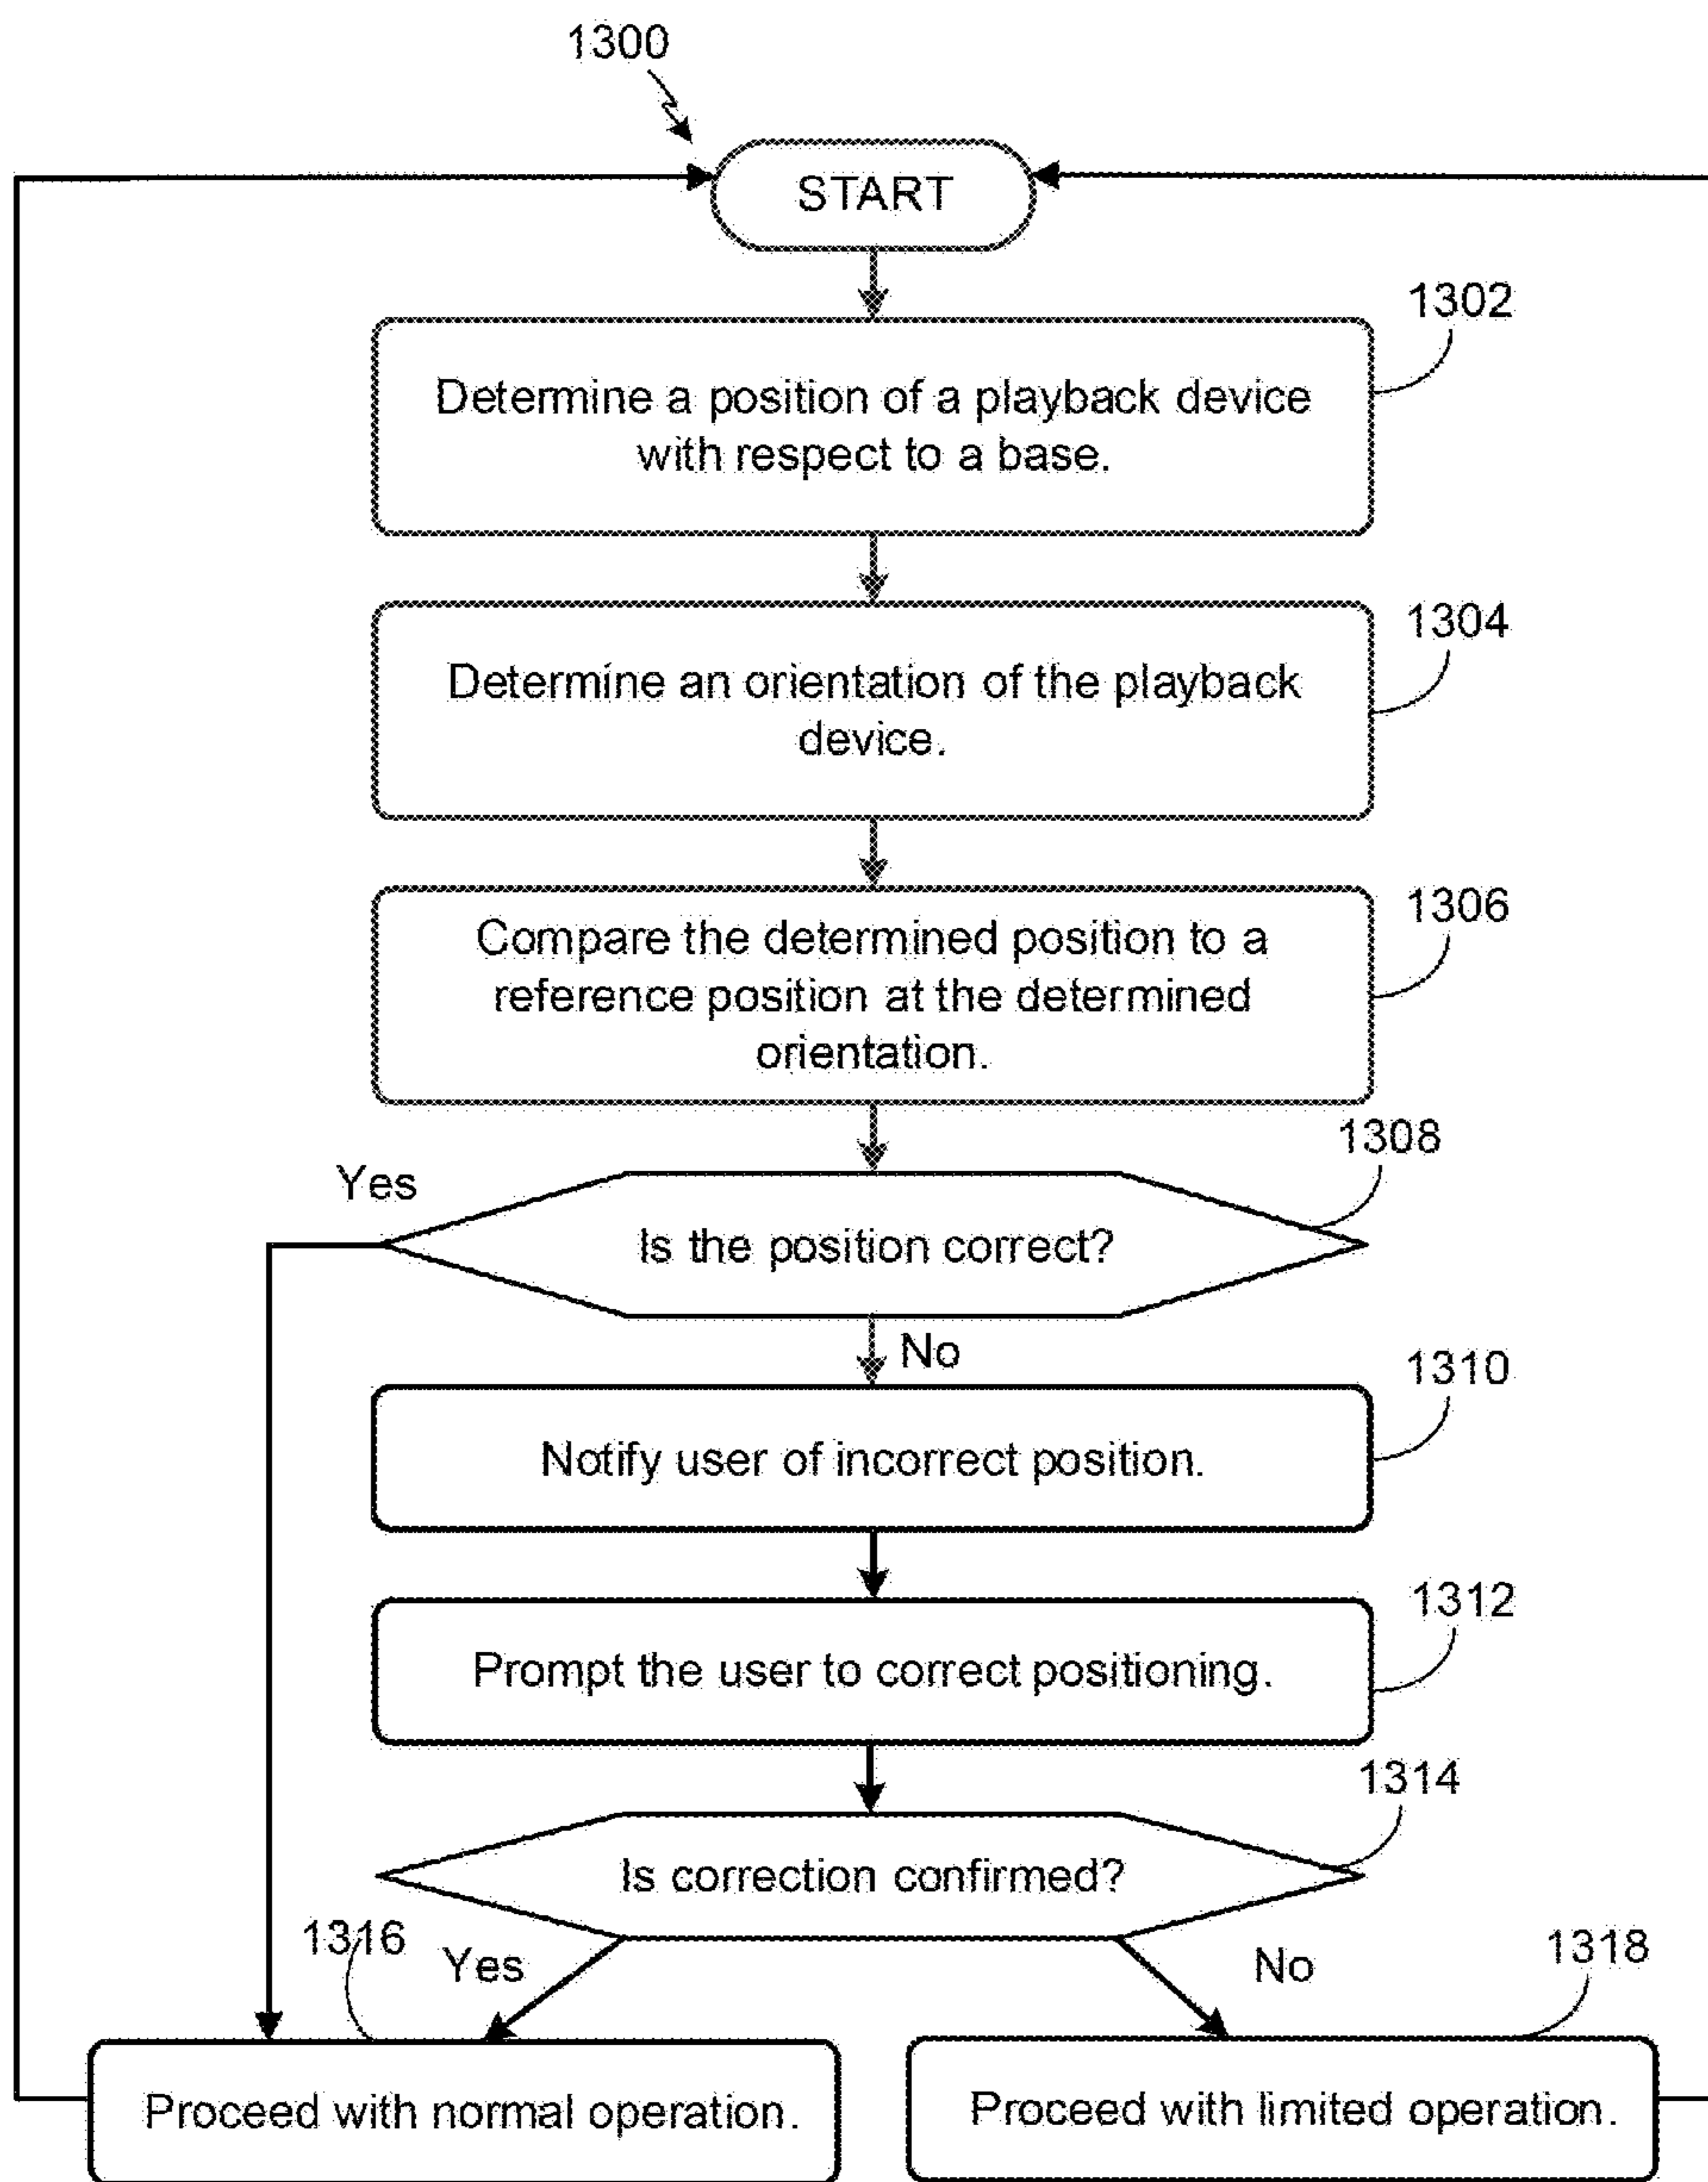 1300
START
1302
Determine a position of a playback device
with respect to a base.
1304
Determine an orientation of the playback
device.
1306
Compare the determined position to a
reference position at the determined
orientation.
1308
Yes
Is the position correct?
No
1310
Notify user of incorrect position.
1312
Prompt the user to correct positioning.
1314
Is correction confirmed?
1316
Yes
No
1318
Proceed with normal operation.
Proceed with limited operation.